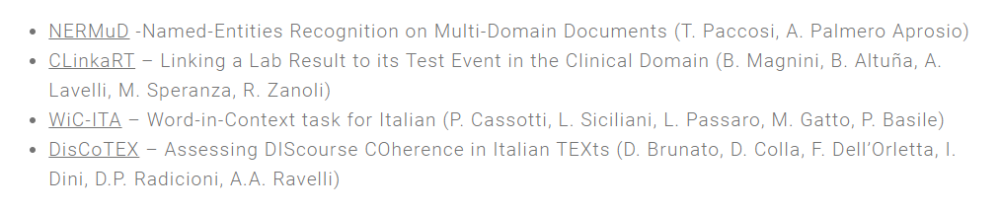 • NERMuD -Named-Entities Recognition on Multi-Domain Documents (T. Paccosi, A. Palmero Aprosio)
• CLinkaRT – Linking a Lab Result to its Test Event in the Clinical Domain (B. Magnini, B. Altuña, A.
Lavelli, M. Speranza, R. Zanoli)
• WiC-ITA – Word-in-Context task for Italian (P. Cassotti, L. Siciliani, L. Passaro, M. Gatto, P. Basile)
• DisCoTEX – Assessing DIScourse COherence in Italian TEXts (D. Brunato, D. Colla, F. Dell’Orletta, I.
Dini, D.P. Radicioni, A.A. Ravelli)